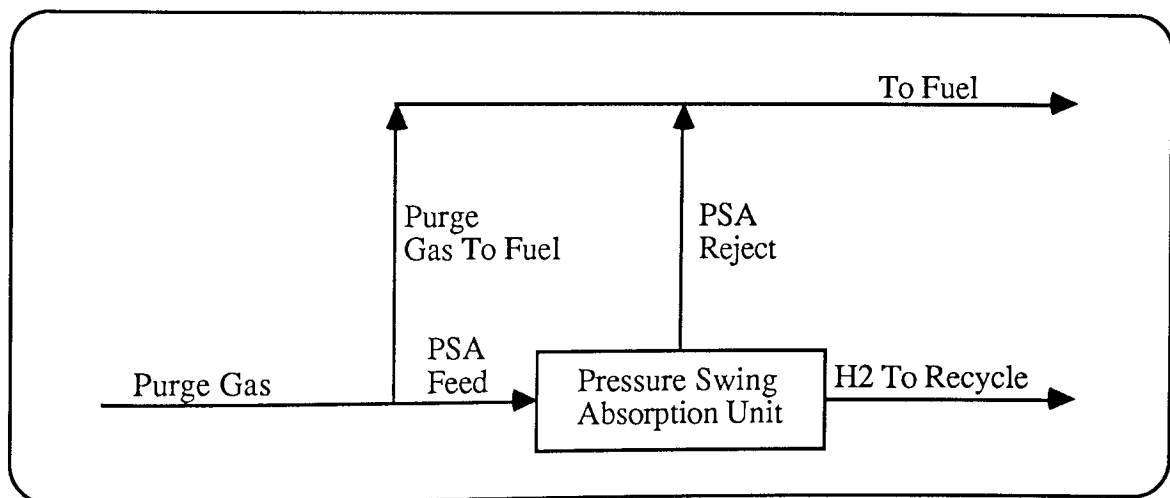 To Fuel
Purge
Gas To Fuel
PSA
Reject
PSA
Feed
Purge Gas
Pressure Swing
Absorption Unit
H2 To Recycle